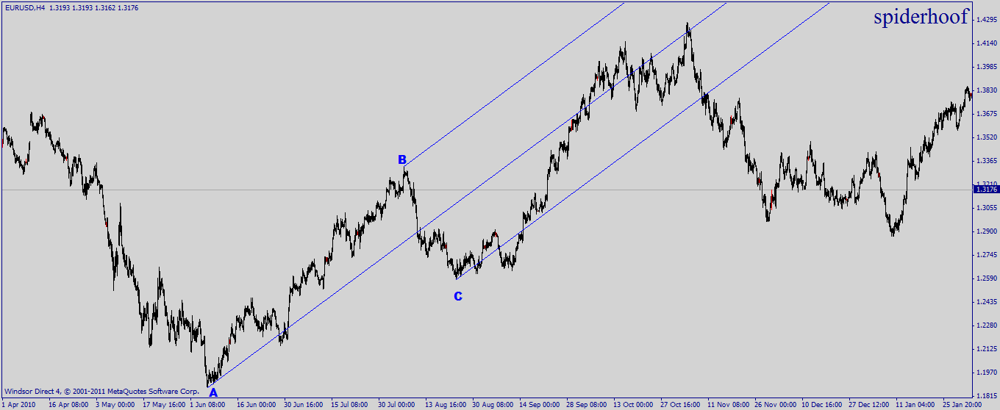 EURUSD,H4 1.3193 1.3193 1.3162 1.3176
spiderhoof
1.4295
1.4140
1.3985
1.3830
1.3675
1.3520
1.3365
1.3210
1.3176
1.3055
1.2900
1.2745
1.2590
1.2435
1.2280
1.2125
1.1970
1.1815
B
C
A
Windsor Direct 4, © 2001-2011 MetaQuotes Software Corp.
1 Apr 2010 16 Apr 08:00 3 May 00:00 17 May 16:00 1 Jun 08:00 16 Jun 00:00 30 Jun 16:00 15 Jul 08:00 30 Jul 00:00 13 Aug 16:00 30 Aug 08:00 14 Sep 00:00 28 Sep 08:00 13 Oct 00:00 27 Oct 16:00 11 Nov 08:00 26 Nov 00:00 10 Dec 16:00 27 Dec 12:00 11 Jan 04:00 25 Jan 20:00